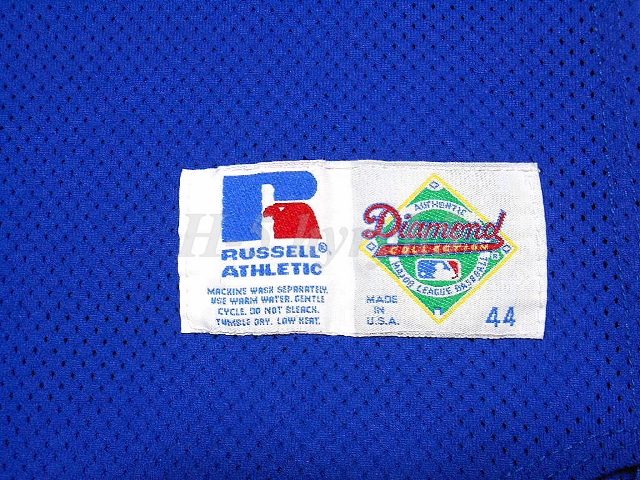 RUSSELL®
ATHLETIC
MACHINE WASH SEPARATELY,
USE WARM WATER. GENTLE
CYCLE. DO NOT BLEACH.
TUMBLE DRY. LOW HEAT.
AUTHENTIC
Diamond
COLLECTION
MAJOR LEAGUE BASEBALL
MADE
IN
U.S.A.
44